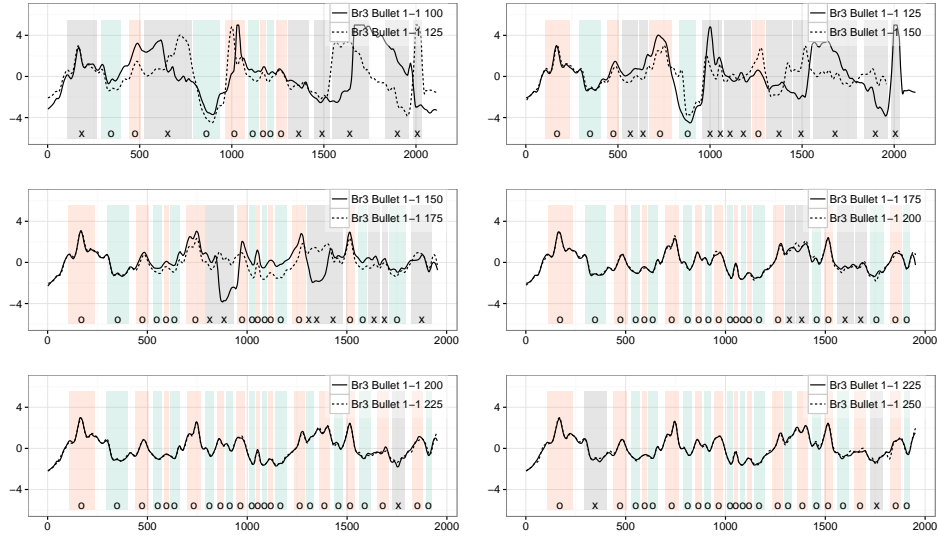 Br3 Bullet 1−1 100
Br3 Bullet 1−1 125
4
0
−4
x o o x o o o o o o x x x x x
0 500 1000 1500 2000
Br3 Bullet 1−1 125
Br3 Bullet 1−1 150
4
0
−4
o o o x x o o x x x x o x x x x x
0 500 1000 1500 2000
Br3 Bullet 1−1 150
Br3 Bullet 1−1 175
4
0
−4
o o o o o o o x x o o o o o o x x x o o x x o x
0 500 1000 1500 2000
Br3 Bullet 1−1 175
Br3 Bullet 1−1 200
4
0
−4
o o o o o o o o o o o o o o o o x x o o x x o o o
0 500 1000 1500 2000
Br3 Bullet 1−1 200
Br3 Bullet 1−1 225
4
0
−4
o o o o o o o o o o o o o o o o o x o o o o o x o o
0 500 1000 1500 2000
Br3 Bullet 1−1 225
Br3 Bullet 1−1 250
4
0
−4
o x o o o o o o o o o o o o o o o o o o o o o x o o
0 500 1000 1500 2000